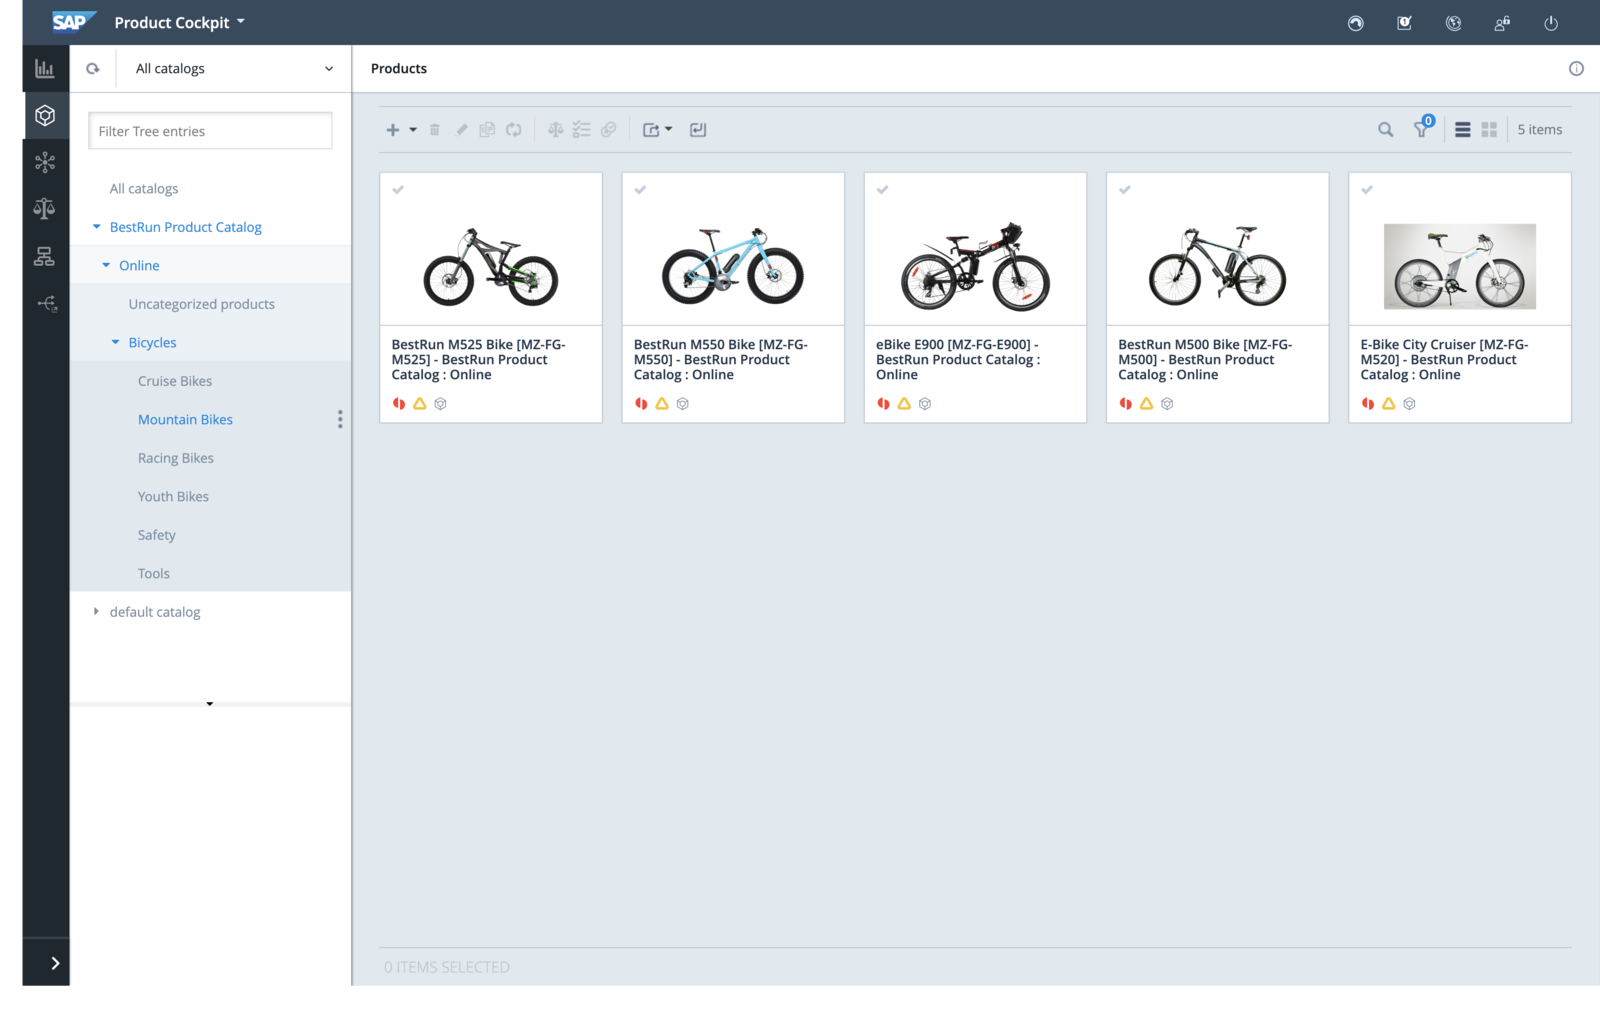 SAP Product Cockpit
All catalogs
Products
Filter Tree entries
0
5 items
All catalogs
BestRun Product Catalog
Online
Uncategorized products
Bicycles
Cruise Bikes
Mountain Bikes
Racing Bikes
Youth Bikes
Safety
Tools
default catalog
BestRun M525 Bike [MZ-FG-
M525] - BestRun Product
Catalog : Online
BestRun M550 Bike [MZ-FG-
M550] - BestRun Product
Catalog : Online
eBike E900 [MZ-FG-E900] -
BestRun Product Catalog :
Online
BestRun M500 Bike [MZ-FG-
M500] - BestRun Product
Catalog : Online
E-Bike City Cruiser [MZ-FG-
M520] - BestRun Product
Catalog : Online
0 ITEMS SELECTED